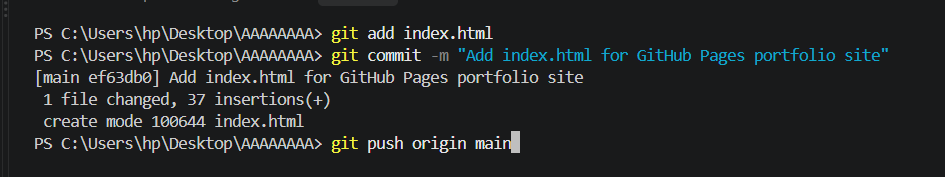 PS C:\Users\hp\Desktop\AAAAAAAA> git add index.html
PS C:\Users\hp\Desktop\AAAAAAAA> git commit -m "Add index.html for GitHub Pages portfolio site"
[main ef63db0] Add index.html for GitHub Pages portfolio site
 1 file changed, 37 insertions(+)
 create mode 100644 index.html
PS C:\Users\hp\Desktop\AAAAAAAA> git push origin main